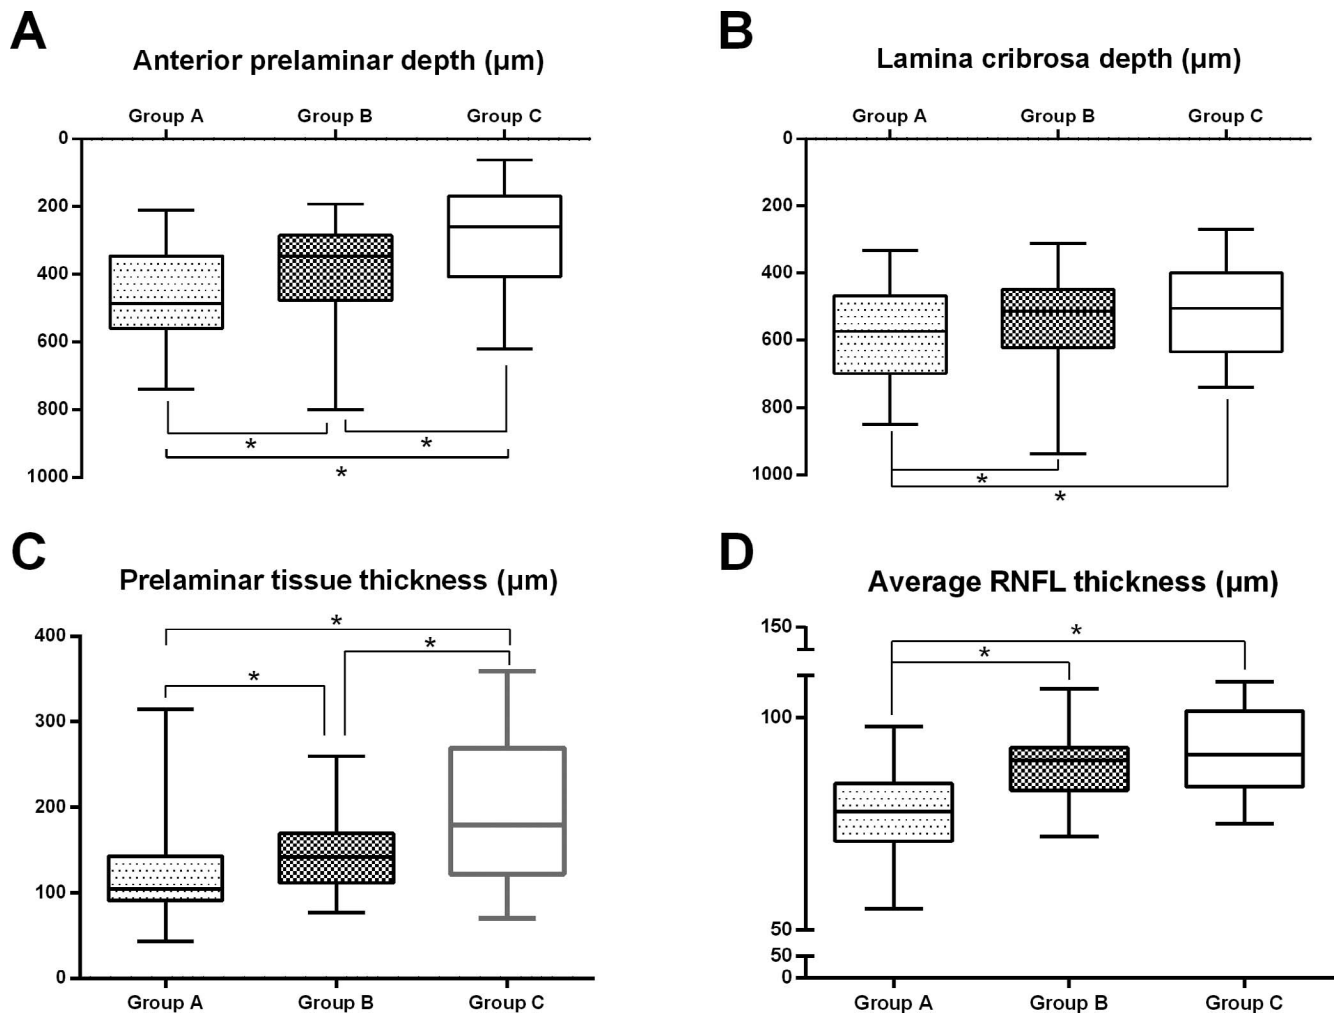 A
Anterior prelaminar depth (µm)
Group A Group B Group C
0
200
400
600
800
1000
*
*
*
B
Lamina cribrosa depth (µm)
Group A Group B Group C
0
200
400
600
800
1000
*
*
C
Prelaminar tissue thickness (µm)
400
300
200
100
0
*
*
*
Group A Group B Group C
D
Average RNFL thickness (µm)
150
100
50
50
0
*
*
Group A Group B Group C